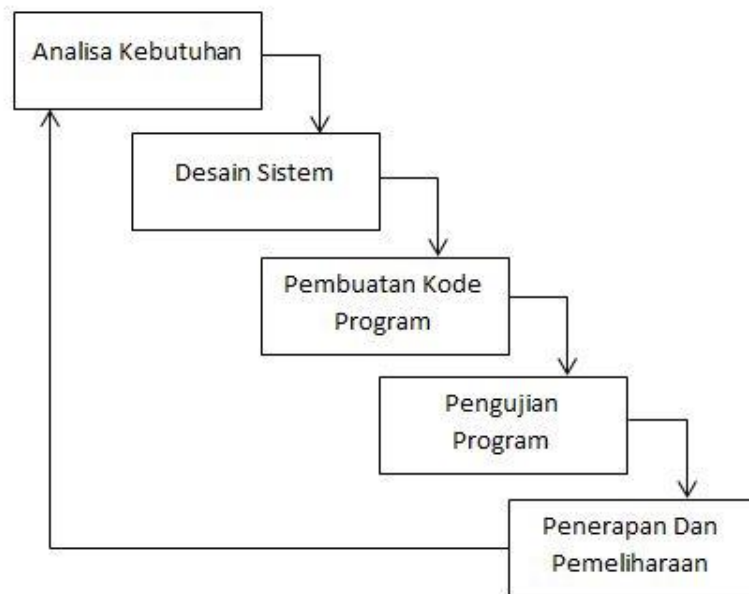 Analisa Kebutuhan
Desain Sistem
Pembuatan Kode
Program
Pengujian
Program
Penerapan Dan
Pemeliharaan